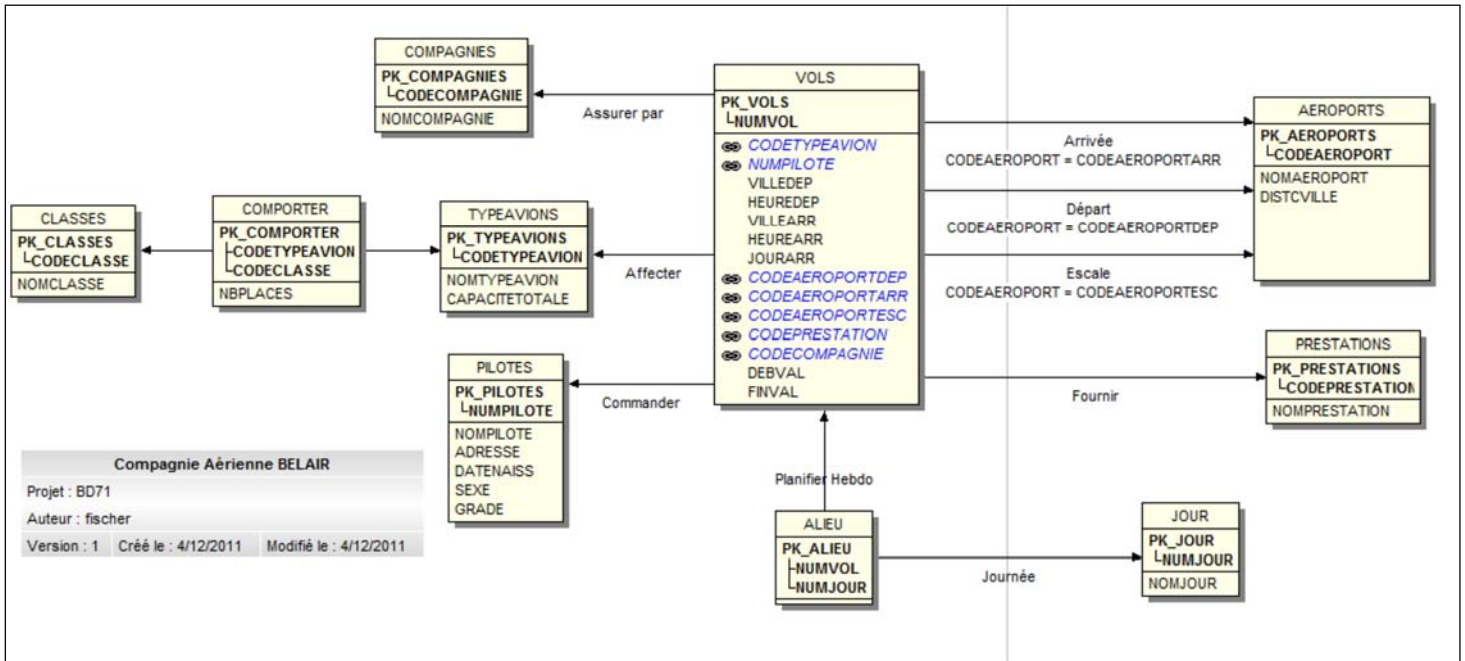 COMPAGNIES
PK_COMPAGNIES
CODECOMPAGNIE
NOMCOMPAGNIE
Assurer par
VOLS
PK_VOLS
NUMVOL
CODETYPEAVION
NUMPILOTE
VILLEDEP
HEUREDEP
VILLEARR
HEUREARR
JOURARR
CODEAEROPORTDEP
CODEAEROPORTARR
CODEAEROPORTESC
CODEPRESTATION
CODECOMPAGNIE
DEBVAL
FINVAL
Arrivée
CODEAEROPORT = CODEAEROPORTARR
Départ
CODEAEROPORT = CODEAEROPORTDEP
Escale
CODEAEROPORT = CODEAEROPORTESC
AEROPORTS
PK_AEROPORTS
CODEAEROPORT
NOMAEROPORT
DISTCVILLE
CLASSES
PK_CLASSES
CODECLASSE
NOMCLASSE
COMPORTER
PK_COMPORTER
CODETYPEAVION
CODECLASSE
NBPLACES
TYPEAVIONS
PK_TYPEAVIONS
CODETYPEAVION
NOMTYPEAVION
CAPACITETOTALE
Affecter
PILOTES
PK_PILOTES
NUMPILOTE
NOMPILOTE
ADRESSE
DATENAISS
SEXE
GRADE
Commander
Fournir
PRESTATIONS
PK_PRESTATIONS
CODEPRESTATION
NOMPRESTATION
Compagnie Aérienne BELAIR
Projet : BD71
Auteur : fischer
Version : 1 Créé le : 4/12/2011 Modifié le : 4/12/2011
Planifier Hebdo
ALIEU
PK_ALIEU
NUMVOL
NUMJOUR
Journée
JOUR
PK_JOUR
NUMJOUR
NOMJOUR